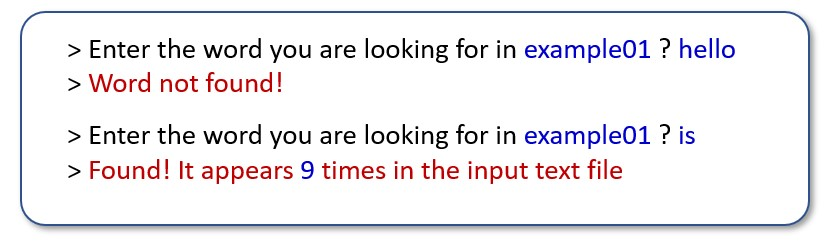 > Enter the word you are looking for in example01 ? hello
> Word not found!
> Enter the word you are looking for in example01 ? is
> Found! It appears 9 times in the input text file